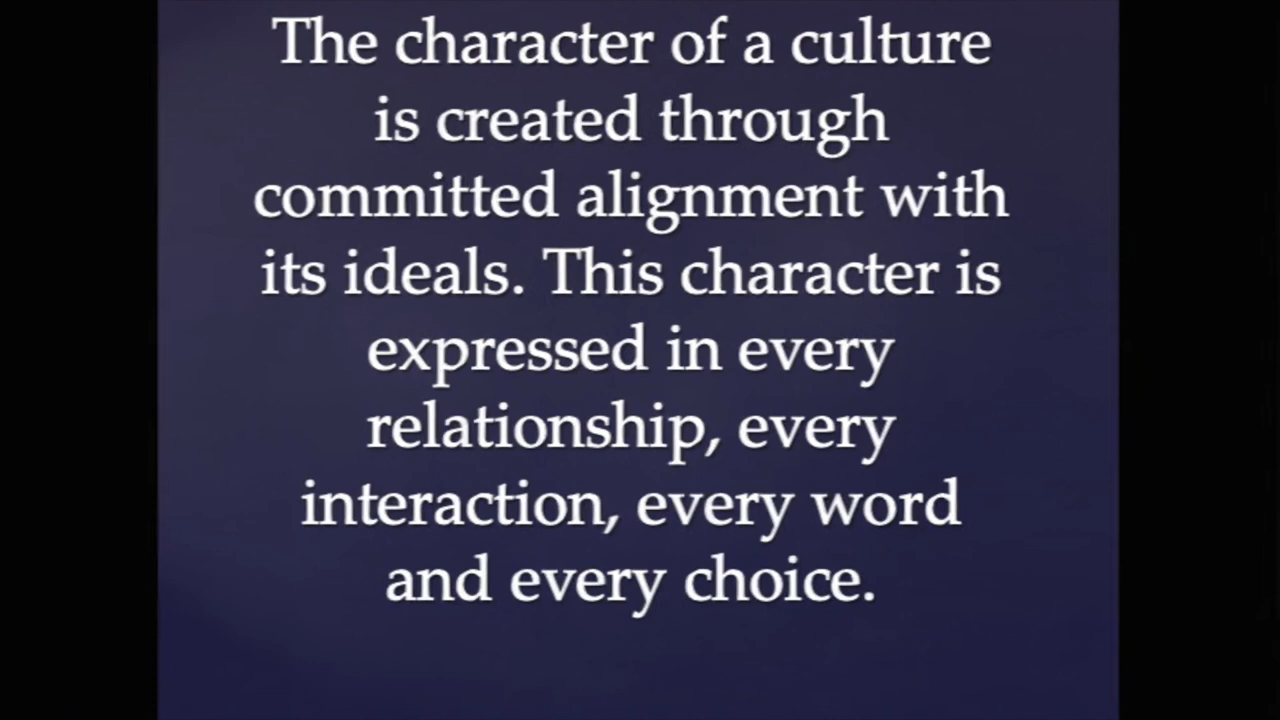 The character of a culture
is created through
committed alignment with
its ideals. This character is
expressed in every
relationship, every
interaction, every word
and every choice.